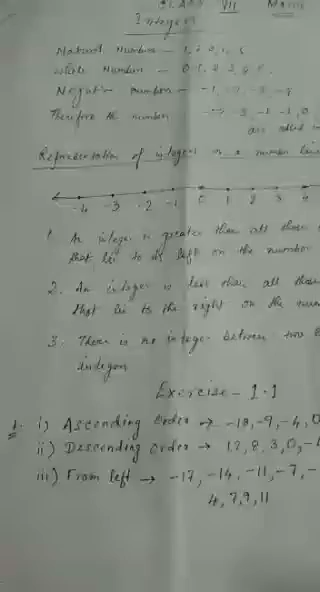 CLASS VII Maths
Integers
Natural Numbers - 1, 2, 3, 4, 5
whole Numbers - 0, 1, 2, 3, 4, 5,
Negative numbers - -1, -2, -3, -4
Therefore the numbers -3, -2, -1, 0
are called
Representation of integers on a number line
-4 -3 -2 -1 0 1 2 3 4
1. An integer is greater than all those
that lie to its left on the number
2. An integer is less than all those
that lie to the right on the
3. There is no integer between two
integers
Exercise - 1.1
1. i) Ascending order → -9, -4, 0
ii) Descending order → 12, 8, 3, 0,
iii) From left → -17, -14, -11, -7,
4, 7, 9, 11